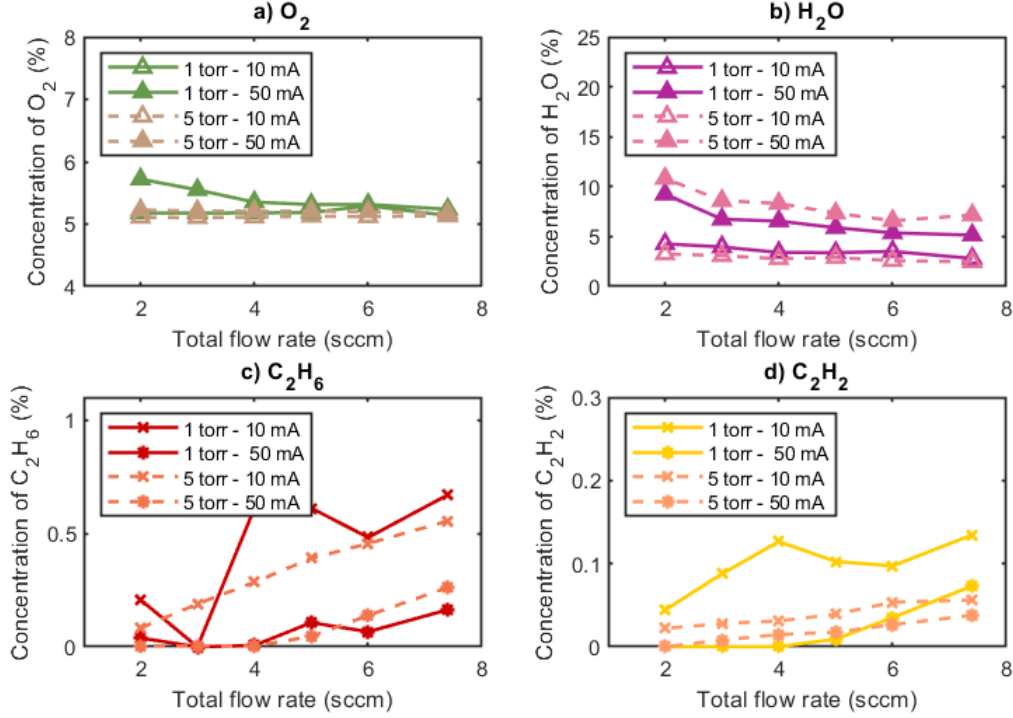 a) O2
Concentration of O2 (%)
8
7
6
5
4
1 torr - 10 mA
1 torr - 50 mA
5 torr - 10 mA
5 torr - 50 mA
2 4 6 8
Total flow rate (sccm)
b) H2O
Concentration of H2O (%)
25
20
15
10
5
0
1 torr - 10 mA
1 torr - 50 mA
5 torr - 10 mA
5 torr - 50 mA
2 4 6 8
Total flow rate (sccm)
c) C2H6
Concentration of C2H6 (%)
1
0.5
0
1 torr - 10 mA
1 torr - 50 mA
5 torr - 10 mA
5 torr - 50 mA
2 4 6 8
Total flow rate (sccm)
d) C2H2
Concentration of C2H2 (%)
0.3
0.2
0.1
0
1 torr - 10 mA
1 torr - 50 mA
5 torr - 10 mA
5 torr - 50 mA
2 4 6 8
Total flow rate (sccm)